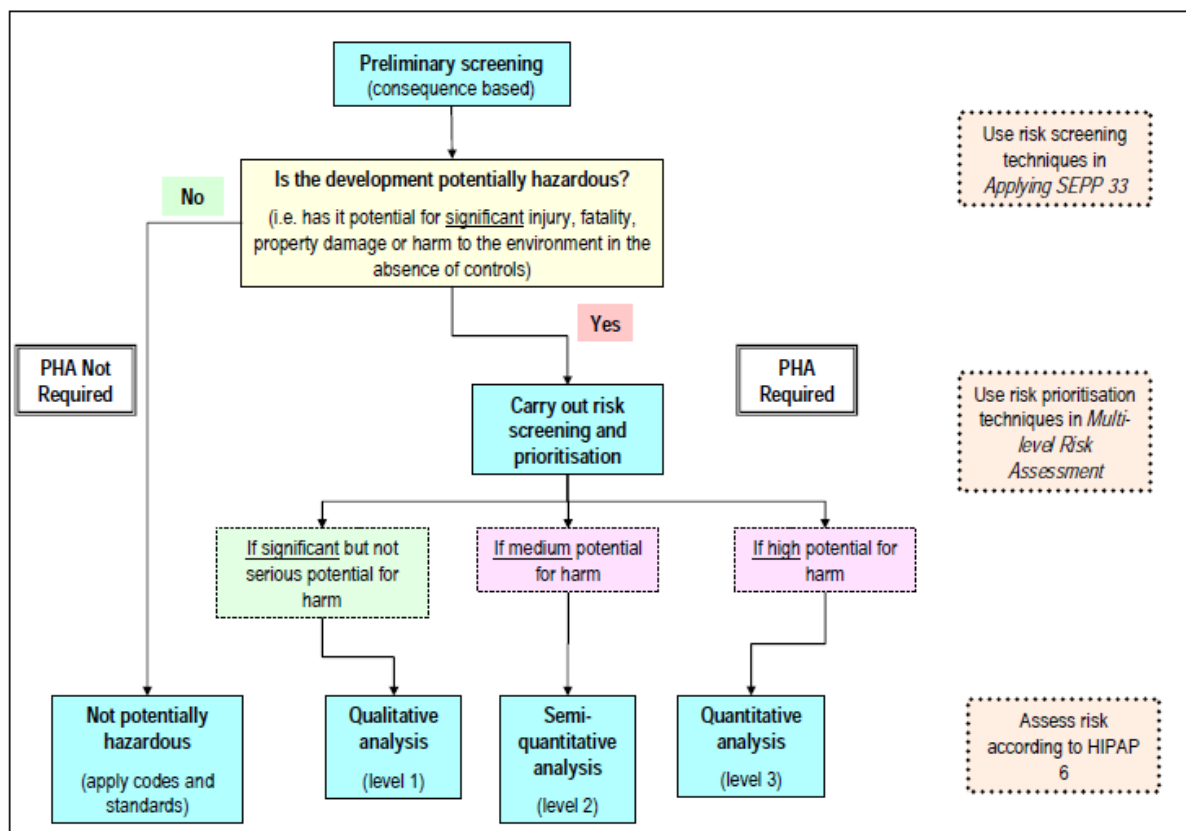 Preliminary screening
(consequence based)
Use risk screening
techniques in
Applying SEPP 33
Is the development potentially hazardous?
(i.e. has it potential for significant injury, fatality,
property damage or harm to the environment in the
absence of controls)
No
Yes
PHA Not
Required
PHA
Required
Carry out risk
screening and
prioritisation
Use risk prioritisation
techniques in Multi-
level Risk
Assessment
If significant but not
serious potential for
harm
If medium potential
for harm
If high potential for
harm
Not potentially
hazardous
(apply codes and
standards)
Qualitative
analysis
(level 1)
Semi-
quantitative
analysis
(level 2)
Quantitative
analysis
(level 3)
Assess risk
according to HIPAP
6